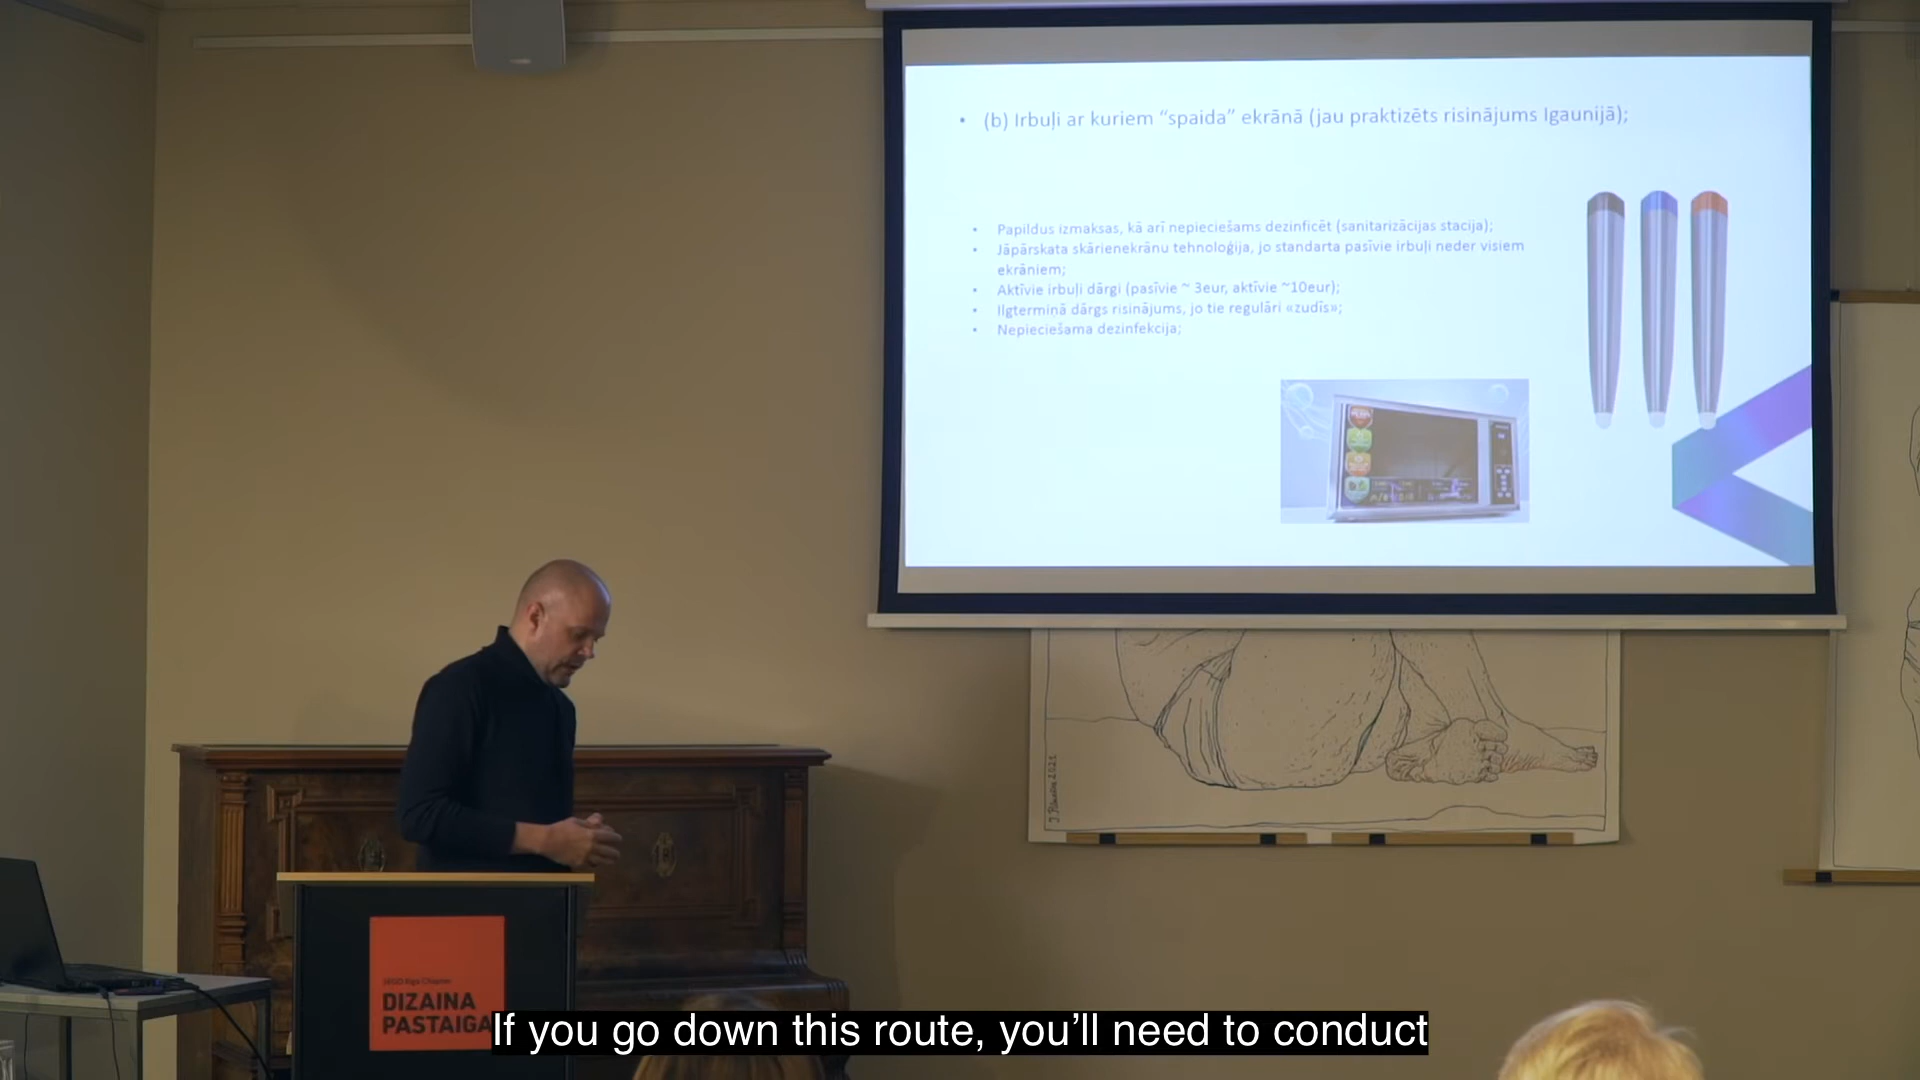 (b) Irbuļi ar kuriem “spaida” ekrānā (jau praktizēts risinājums Igaunijā);
Papildus izmaksas, kā arī nepieciešams dezinficēt (sanitarizācijas stacija);
Jāpārskata skārienekrānu tehnoloģija, jo standarta pasīvie irbuļi neder visiem
ekrāniem;
Aktīvie irbuļi dārgi (pasīvie ~ 3eur, aktīvie ~10eur);
Ilgtermiņā dārgs risinājums, jo tie regulāri «zudīs»;
Nepieciešama dezinfekcija;
DIZAINA
PASTAIGA
If you go down this route, you’ll need to conduct